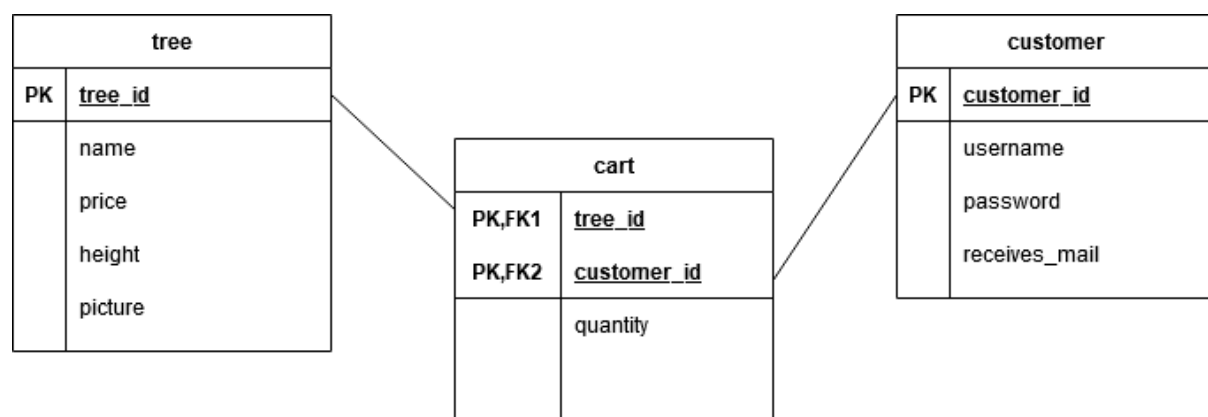 tree
PK tree_id
name
price
height
picture
cart
PK,FK1 tree_id
PK,FK2 customer_id
quantity
customer
PK customer_id
username
password
receives_mail